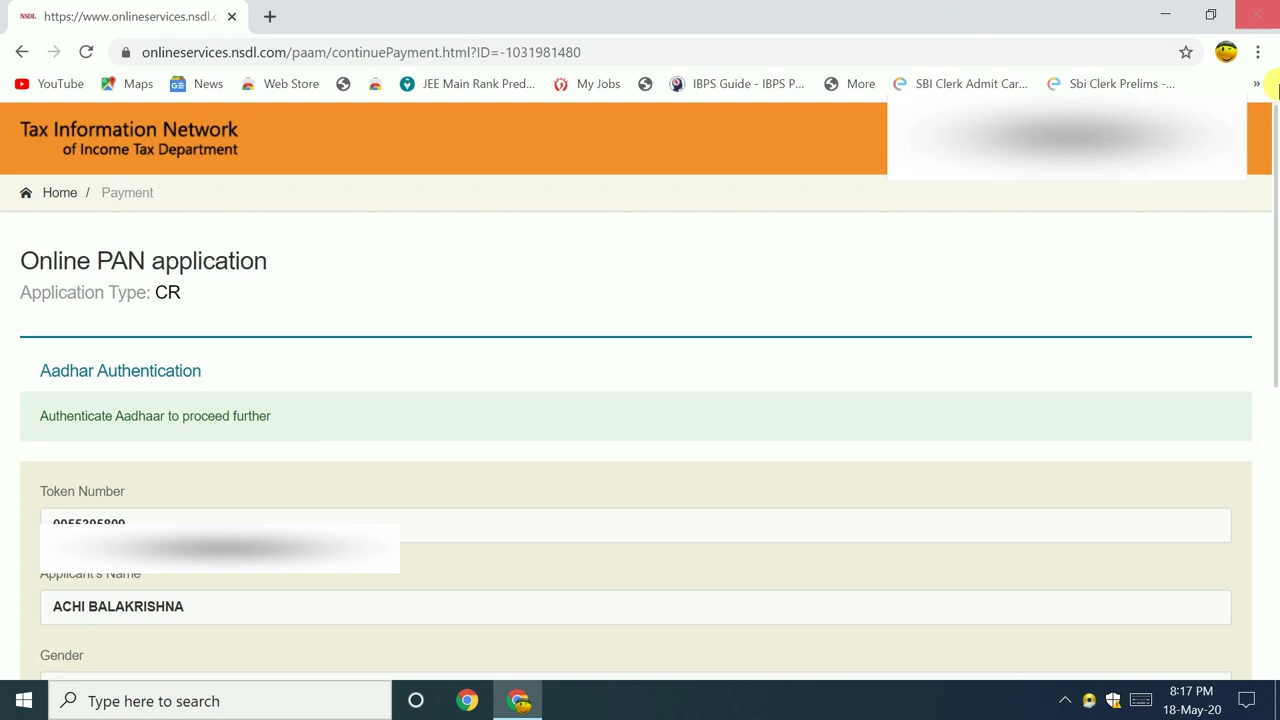 NSDL https://www.onlineservices.nsdl.c
onlineservices.nsdl.com/paam/continuePayment.html?ID=-1031981480
YouTube Maps News Web Store JEE Main Rank Pred... My Jobs IBPS Guide - IBPS P... More SBI Clerk Admit Car... Sbi Clerk Prelims -... »
Tax Information Network
of Income Tax Department
Home / Payment
Online PAN application
Application Type: CR
Aadhar Authentication
Authenticate Aadhaar to proceed further
Token Number
Applicant's Name
ACHI BALAKRISHNA
Gender
Type here to search
8:17 PM
18-May-20